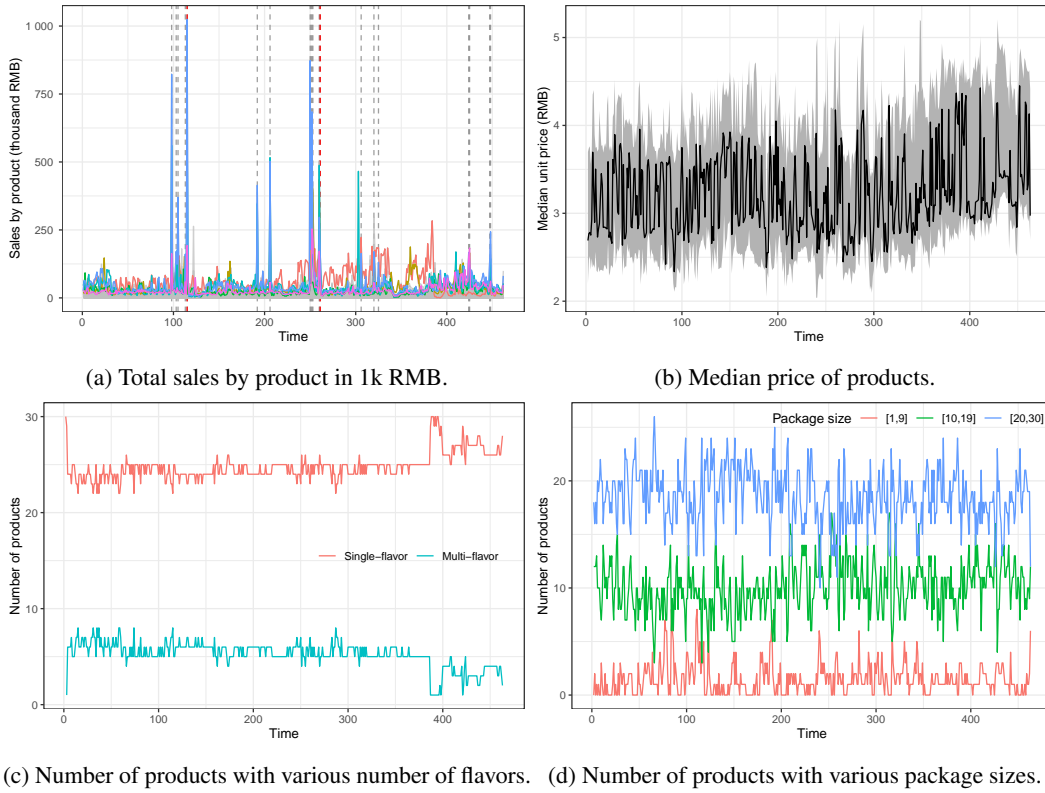 1 000
750
500
250
0
Sales by product (thousand RMB)
0 100 200 300 400
Time
(a) Total sales by product in 1k RMB.
5
4
3
2
Median unit price (RMB)
0 100 200 300 400
Time
(b) Median price of products.
30
20
10
0
Number of products
Single−flavor Multi−flavor
0 100 200 300 400
Time
(c) Number of products with various number of flavors.
Package size [1,9] [10,19] [20,30]
20
10
0
Number of products
0 100 200 300 400
Time
(d) Number of products with various package sizes.